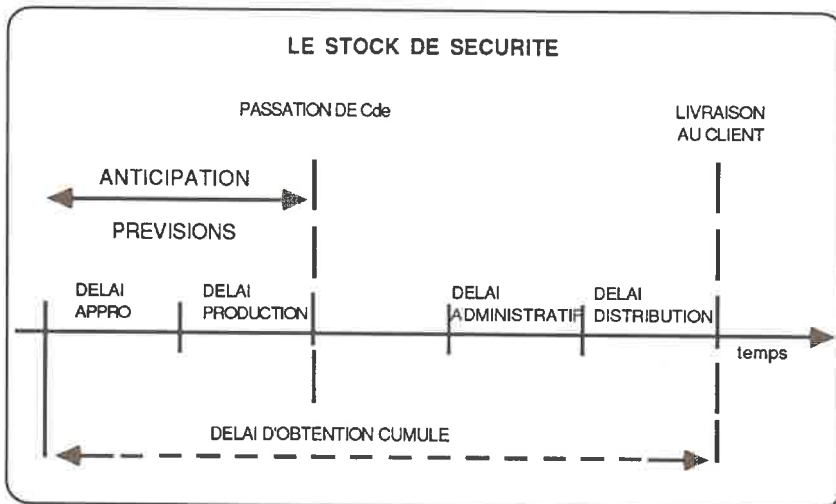 LE STOCK DE SECURITE
PASSATION DE Cde
LIVRAISON
AU CLIENT
ANTICIPATION
PREVISIONS
DELAI
APPRO
DELAI
PRODUCTION
DELAI
ADMINISTRATIF
DELAI
DISTRIBUTION
temps
DELAI D'OBTENTION CUMULE